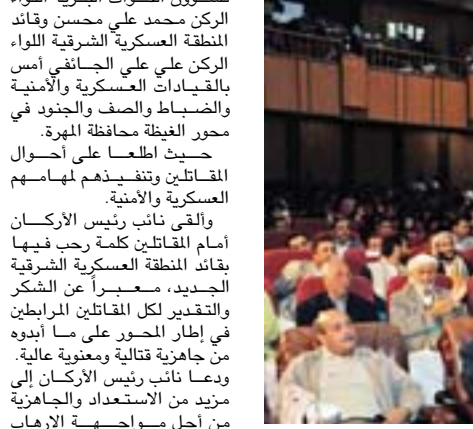 لشؤون القوات البرية اللواء
الركن محمد علي محسن وقائد
المنطقة العسكرية الشرقية اللواء
الركن علي علي الجائفي أمس
بالقيادات العسكرية والأمنية
والضباط والصف والجنود في
محور الغيظة محافظة المهرة.
حيث اطلعا على أحوال
المقاتلين وتنفيذهم لمهامهم
العسكرية والأمنية.
وألقى نائب رئيس الأركان
أمام المقاتلين كلمة رحب فيها
بقائد المنطقة العسكرية الشرقية
الجديد، معبراً عن الشكر
والتقدير لكل المقاتلين المرابطين
في إطار المحور على ما أبدوه
من جاهزية قتالية ومعنوية عالية.
ودعا نائب رئيس الأركان إلى
مزيد من الاستعداد والجاهزية
من أجل مواجهة الإرهاب